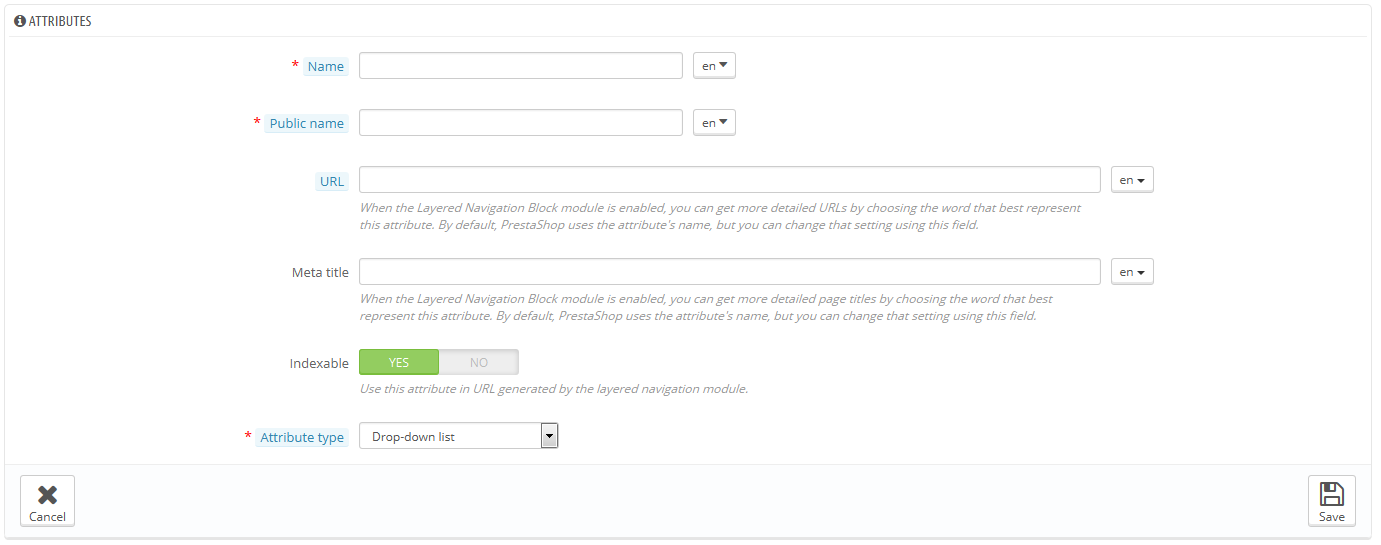 ATTRIBUTES
* Name en
* Public name en
URL en
When the Layered Navigation Block module is enabled, you can get more detailed URLs by choosing the word that best represent
this attribute. By default, PrestaShop uses the attribute's name, but you can change that setting using this field.
Meta title en
When the Layered Navigation Block module is enabled, you can get more detailed page titles by choosing the word that best
represent this attribute. By default, PrestaShop uses the attribute's name, but you can change that setting using this field.
Indexable YES NO
Use this attribute in URL generated by the layered navigation module.
* Attribute type Drop-down list
Cancel Save